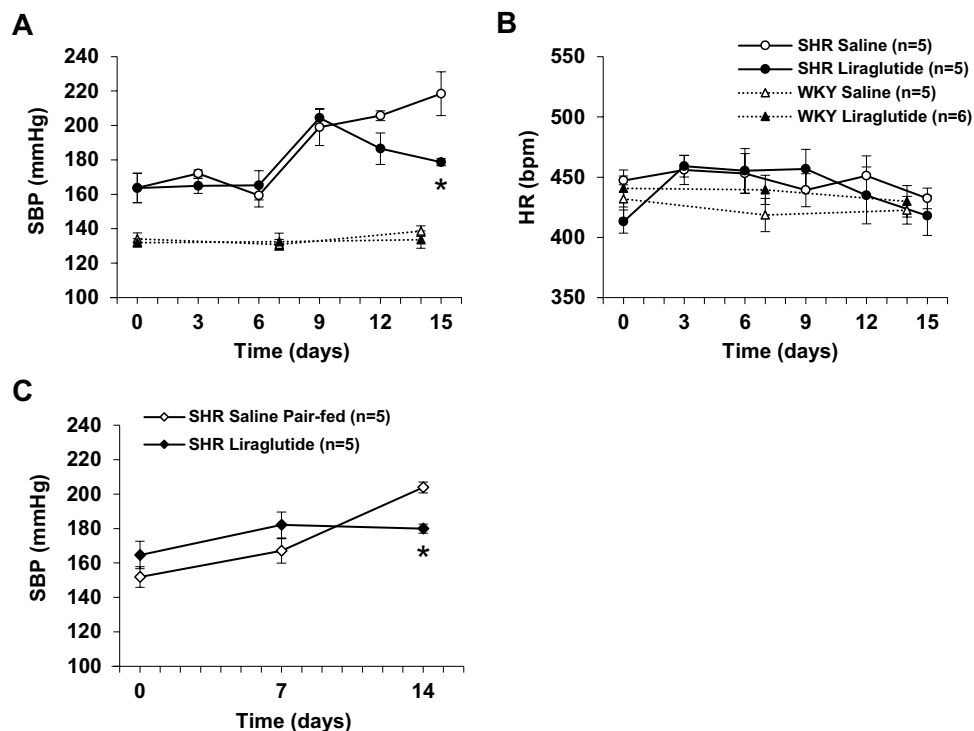 A
SBP (mmHg)
240
220
200
180
160
140
120
100
*
0 3 6 9 12 15
Time (days)
B
SHR Saline (n=5)
SHR Liraglutide (n=5)
WKY Saline (n=5)
WKY Liraglutide (n=6)
HR (bpm)
550
500
450
400
350
0 3 6 9 12 15
Time (days)
C
SHR Saline Pair-fed (n=5)
SHR Liraglutide (n=5)
SBP (mmHg)
240
220
200
180
160
140
120
100
*
0 7 14
Time (days)